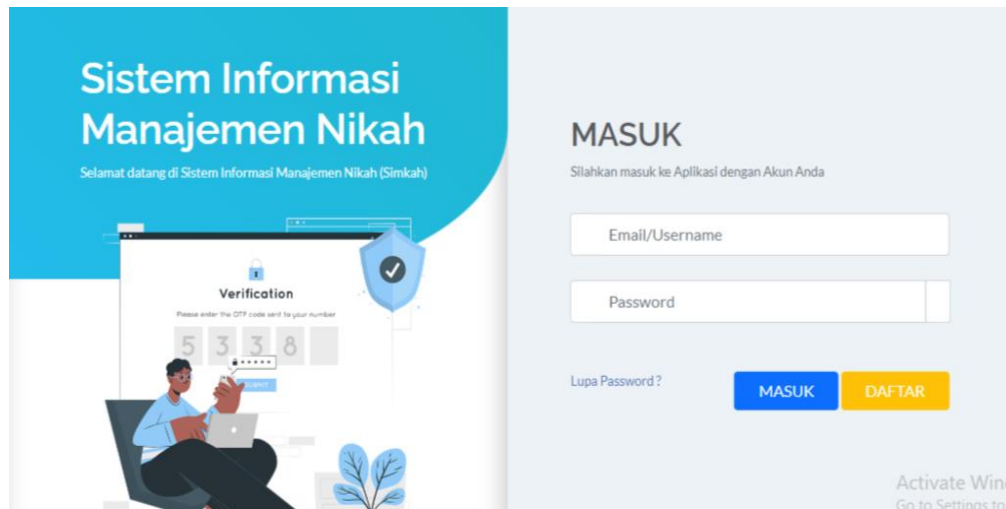 Sistem Informasi
Manajemen Nikah
Selamat datang di Sistem Informasi Manajemen Nikah (Simkah)
Verification
Please enter the OTP code sent to your number
5 3 3 8
*****
SUBMIT
MASUK
Silahkan masuk ke Aplikasi dengan Akun Anda
Email/Username
Password
Lupa Password ?
MASUK
DAFTAR
Activate Win
Go to Settings to